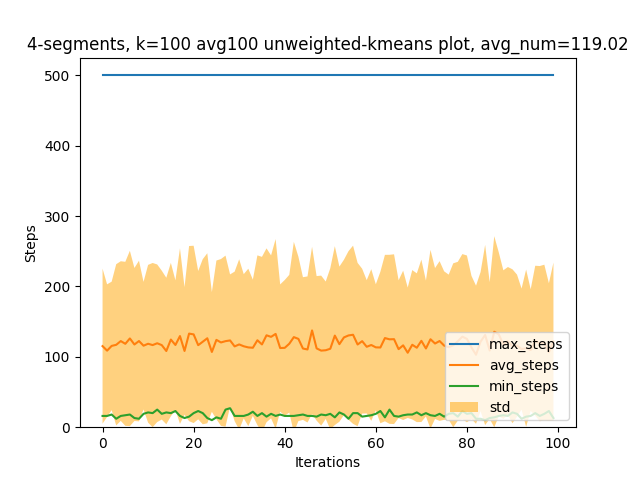 4-segments, k=100 avg100 unweighted-kmeans plot, avg_num=119.02
500
400
300
200
100
0
Steps
max_steps
avg_steps
min_steps
std
0 20 40 60 80 100
Iterations